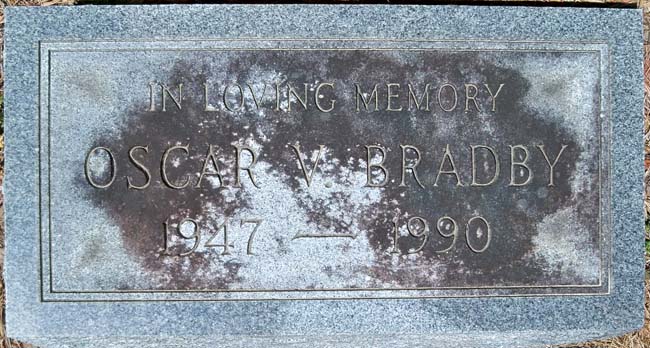 IN LOVING MEMORY
OSCAR V. BRADBY
1947 — 1990